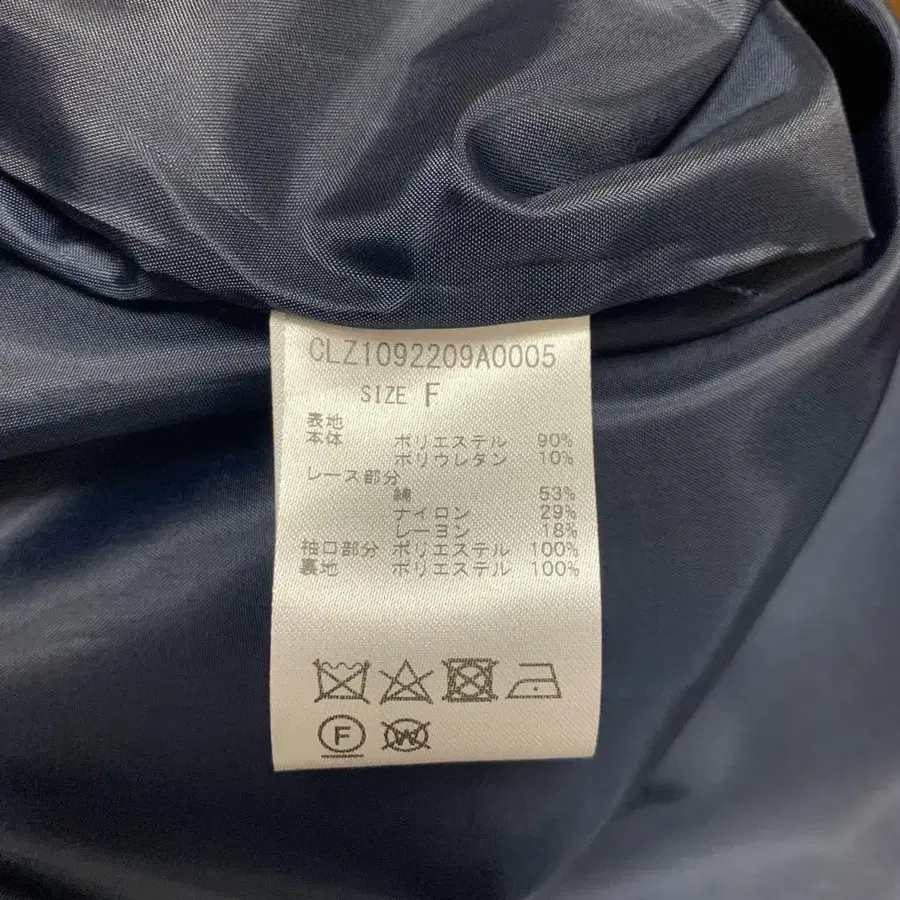 CLZ1092209A0005
SIZE F
表地
本体 ポリエステル 90%
ポリウレタン 10%
レース部分
綿 53%
ナイロン 29%
レーヨン 18%
袖口部分 ポリエステル 100%
裏地 ポリエステル 100%
F W